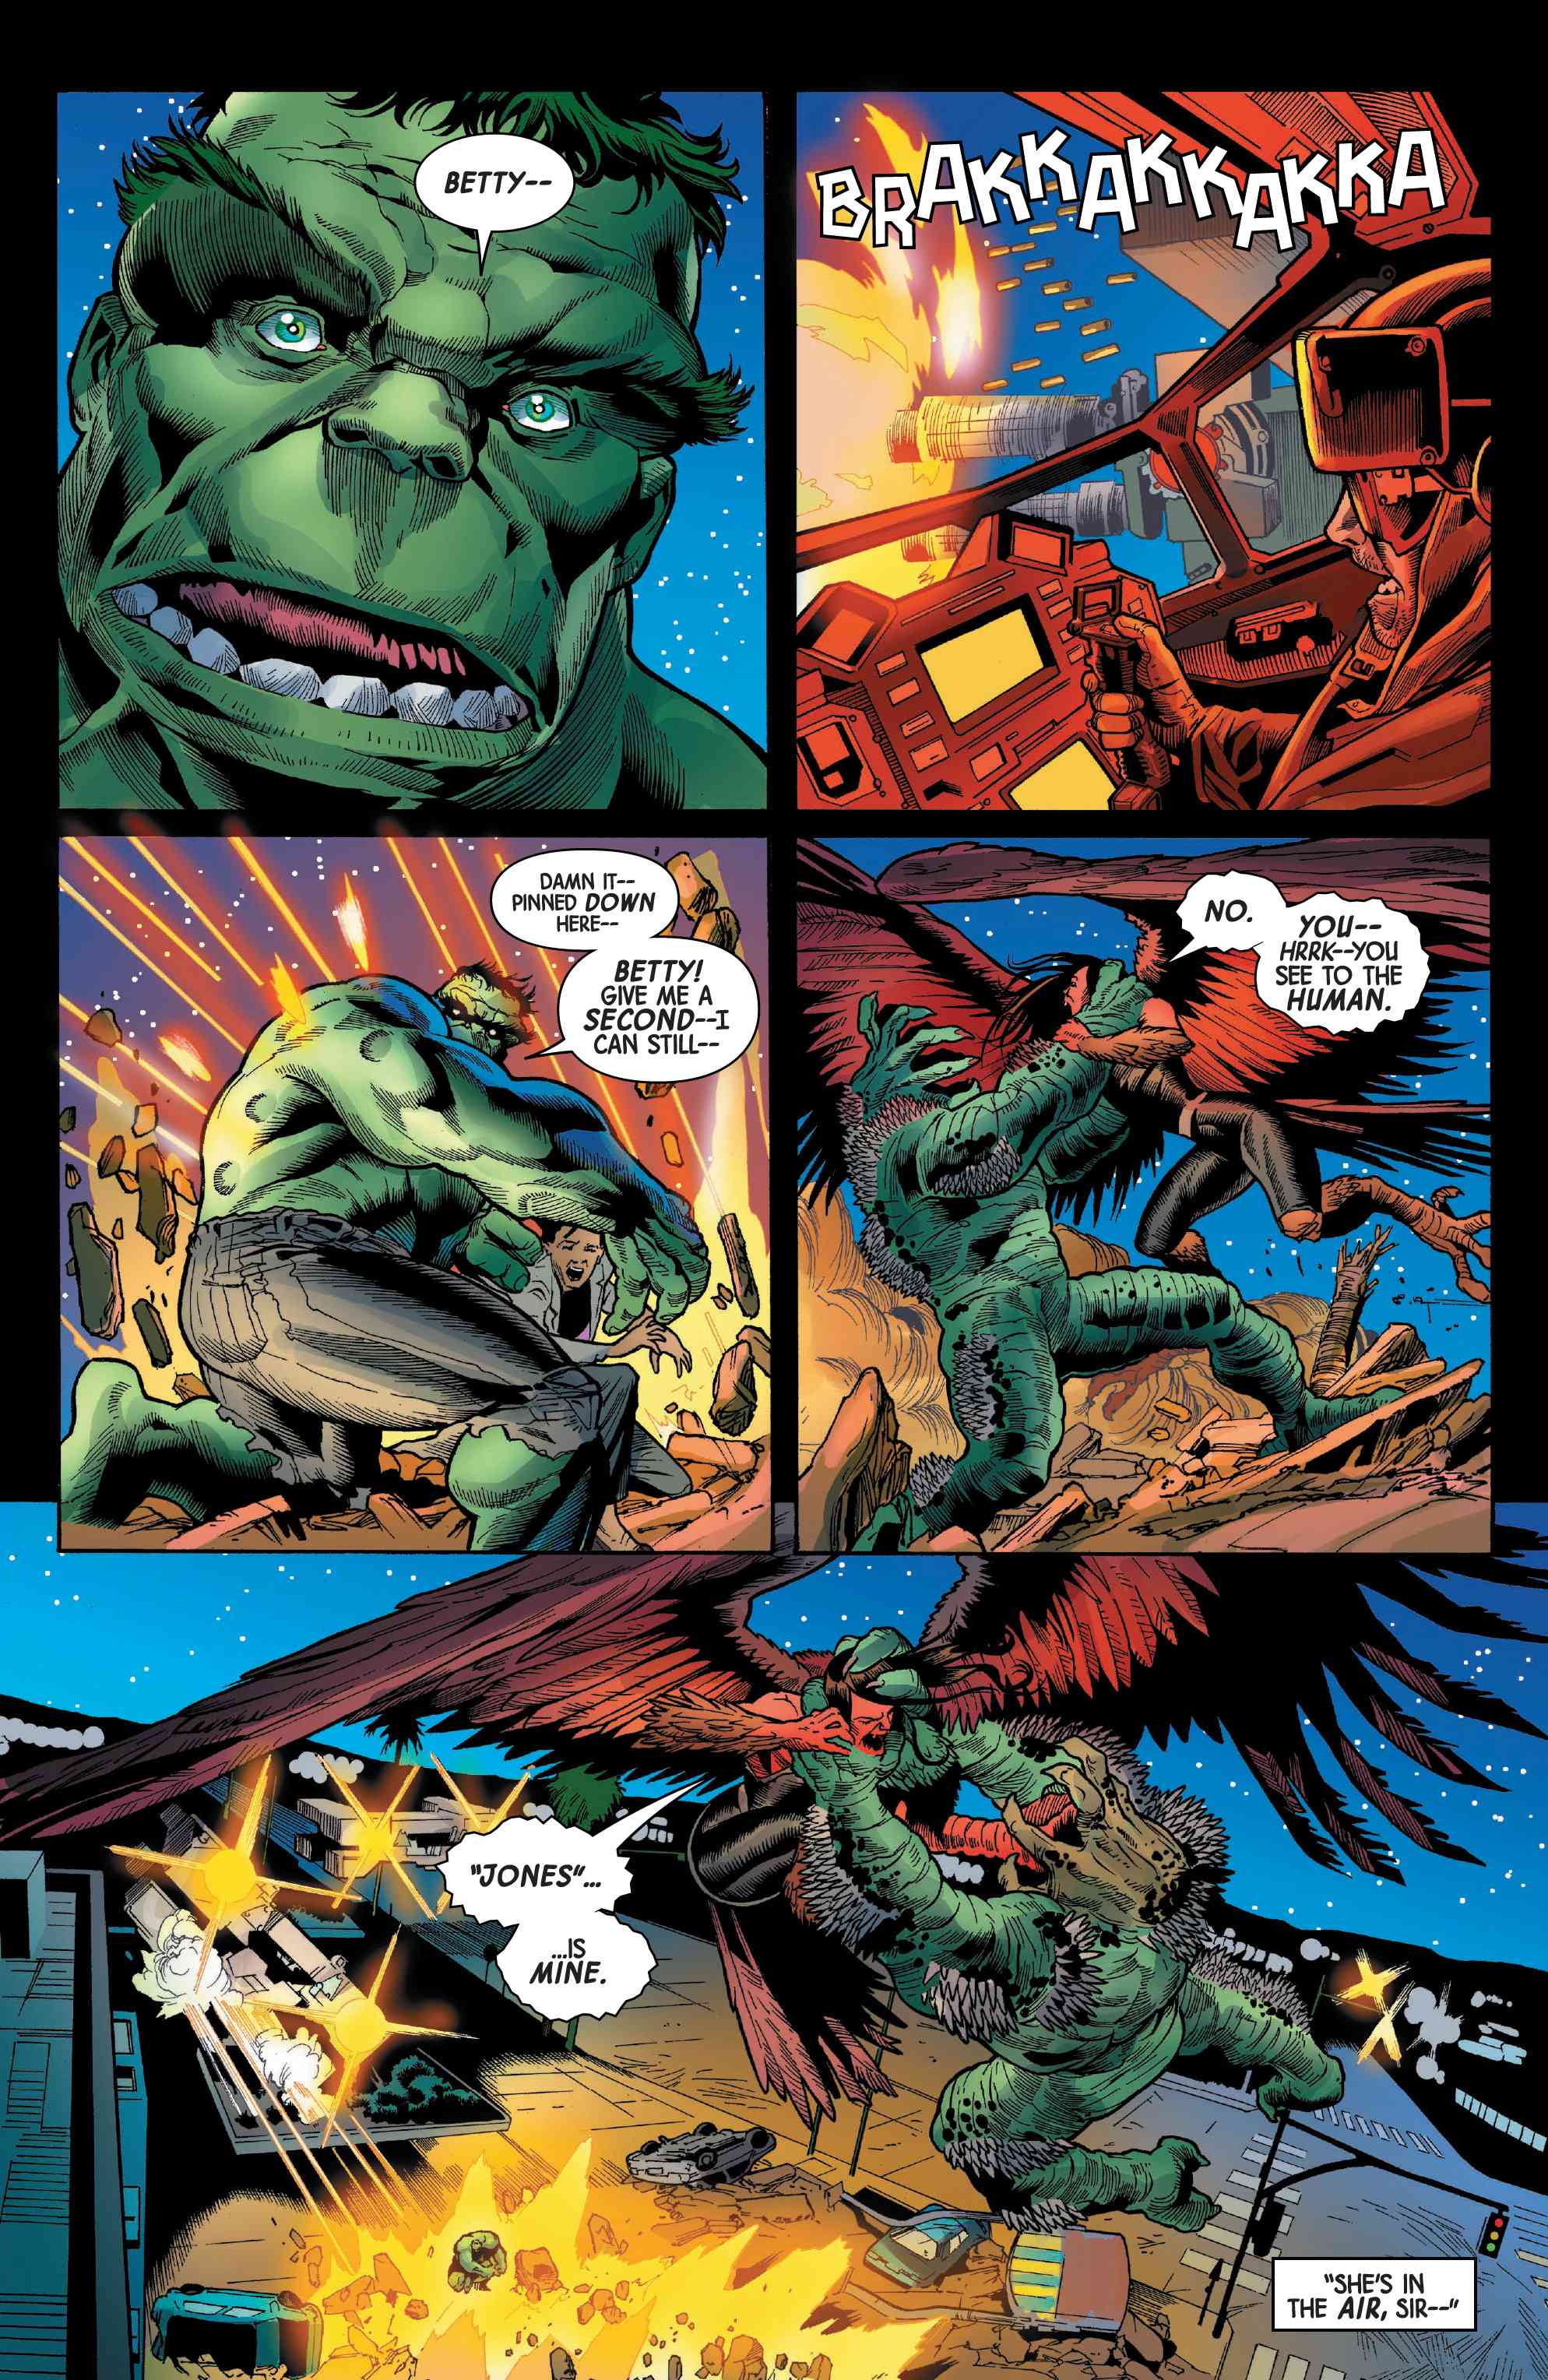 BETTY--
BRAKKAKKKAKKKA
DAMN IT--
PINNED DOWN
HERE--
BETTY!
GIVE ME A
SECOND--I
CAN STILL--
NO.
YOU--
HRRK--YOU
SEE TO THE
HUMAN.
"JONES"...
...IS
MINE.
"SHE'S IN
THE AIR, SIR--"